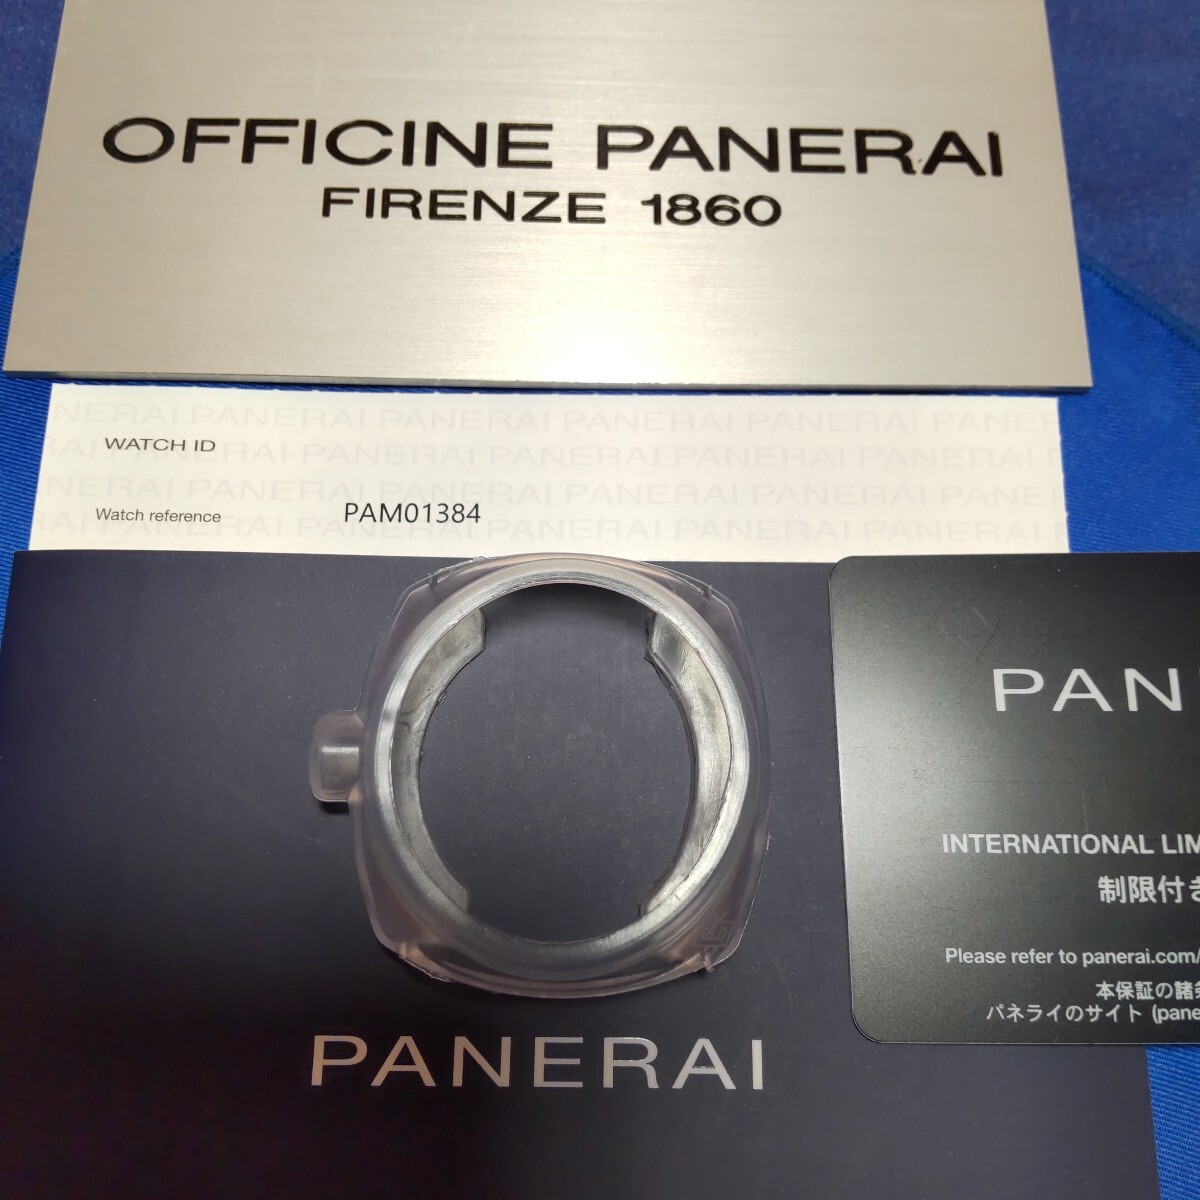 OFFICINE PANERAI
FIRENZE 1860
NERAI PANERAI PANERAI PANERAI PANERAI PANER
WATCH ID
Watch reference PAM01384
PAN
INTERNATIONAL LIM
制限付き
Please refer to panerai.com/
本保証の諸条
パネライのサイト (pane
PANERAI